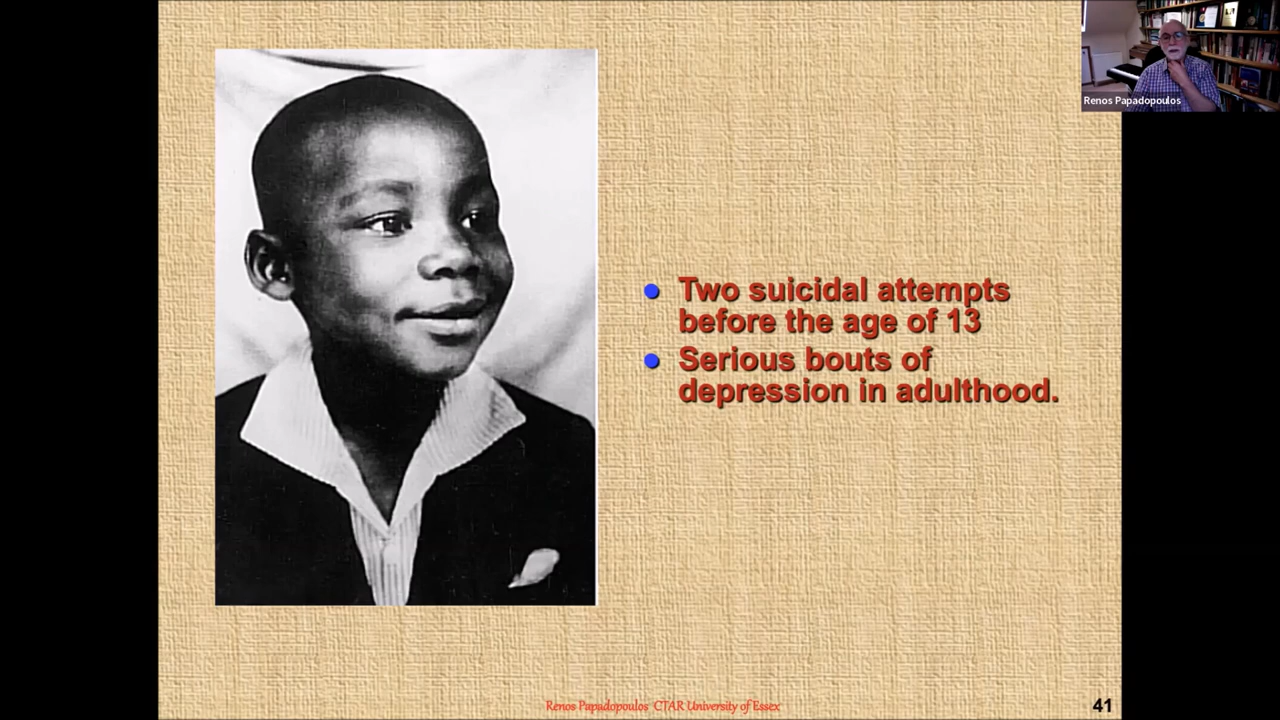 Renos Papadopoulos
Two suicidal attempts
before the age of 13
Serious bouts of
depression in adulthood.
Renos Papadopoulos CTAR University of Essex
41